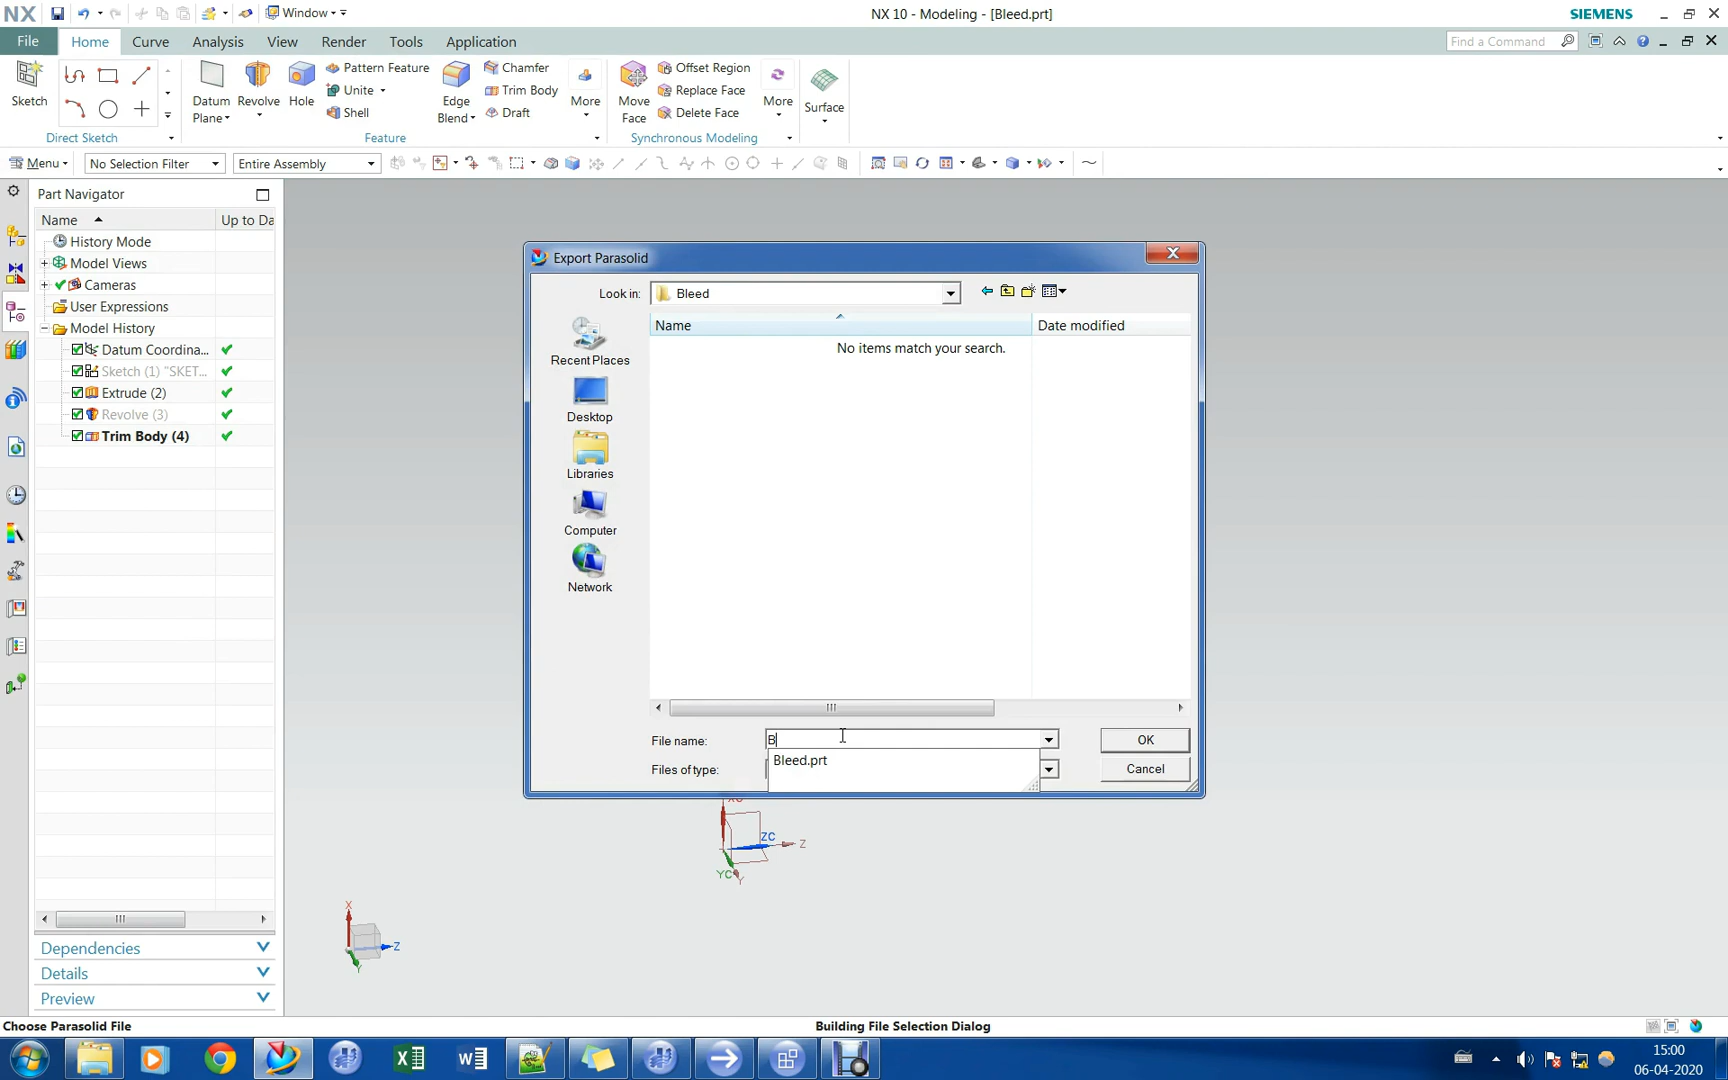 NX
Window
NX 10 - Modeling - [Bleed.prt]
SIEMENS
File
Home
Curve
Analysis
View
Render
Tools
Application
Find a Command
Sketch
Direct Sketch
Datum
Plane
Revolve
Hole
Pattern Feature
Unite
Shell
Edge
Blend
Chamfer
Trim Body
Draft
More
Feature
Move
Face
Offset Region
Replace Face
Delete Face
More
Synchronous Modeling
Surface
Menu
No Selection Filter
Entire Assembly
Part Navigator
Name
Up to Da
History Mode
Model Views
Cameras
User Expressions
Model History
Datum Coordina...
Sketch (1) "SKET...
Extrude (2)
Revolve (3)
Trim Body (4)
Dependencies
Details
Preview
Export Parasolid
Look in:
Bleed
Name
Date modified
No items match your search.
Recent Places
Desktop
Libraries
Computer
Network
File name:
B
Bleed.prt
Files of type:
OK
Cancel
XC
ZC
Z
YC
Y
X
Z
Y
Choose Parasolid File
Building File Selection Dialog
15:00
06-04-2020